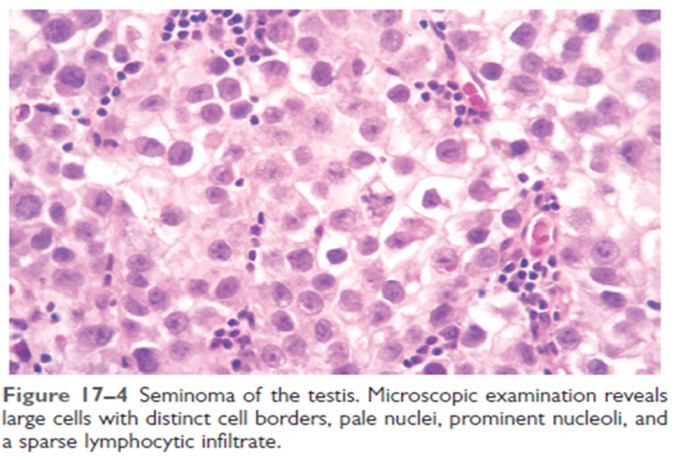 Figure 17–4 Seminoma of the testis. Microscopic examination reveals
large cells with distinct cell borders, pale nuclei, prominent nucleoli, and
a sparse lymphocytic infiltrate.